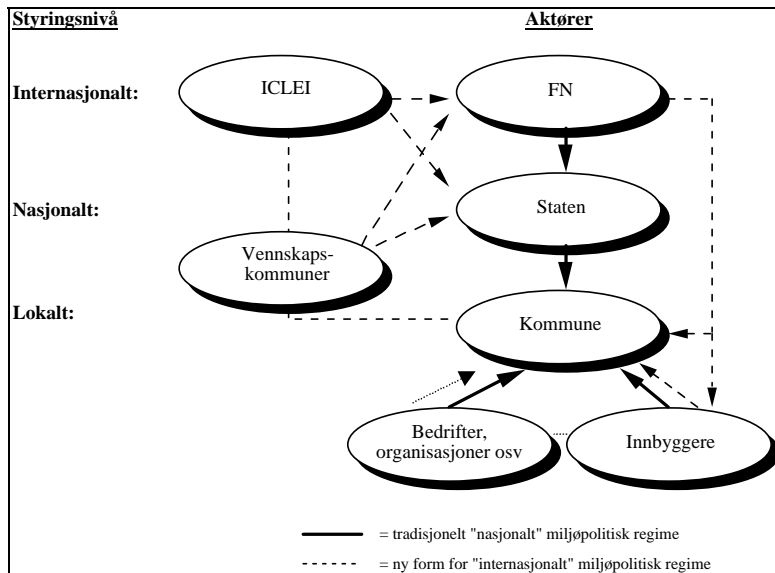 Styringsnivå
Aktører
Internasjonalt:
ICLEI
FN
Nasjonalt:
Staten
Vennskaps-
kommuner
Lokalt:
Kommune
Bedrifter,
organisasjoner osv
Innbyggere
= tradisjonelt "nasjonalt" miljøpolitisk regime
= ny form for "internasjonalt" miljøpolitisk regime